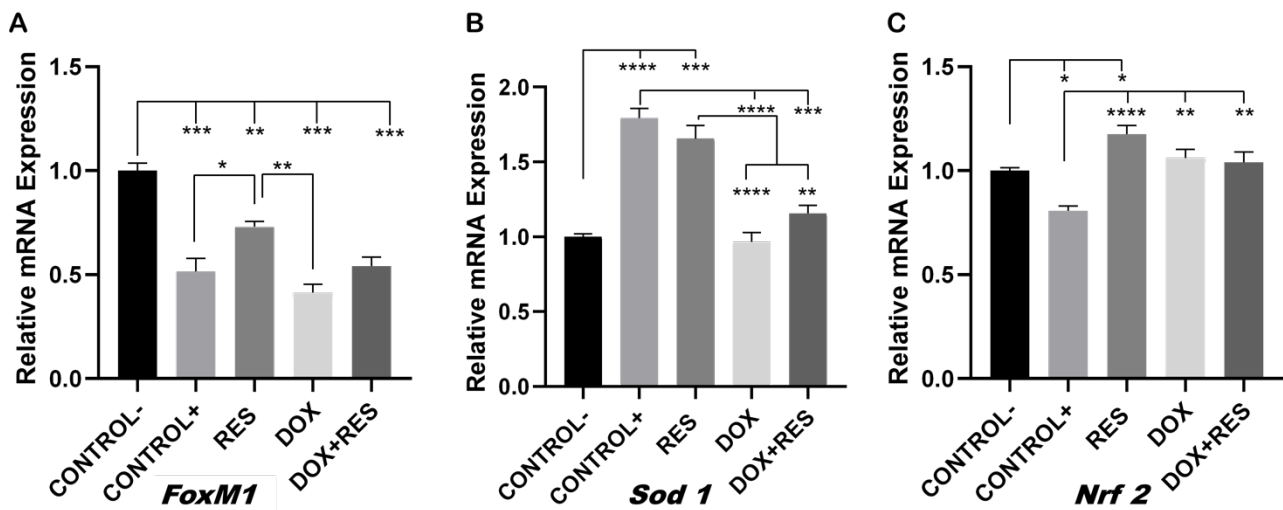 A
Relative mRNA Expression
1.5
1.0
0.5
0.0
*** ** *** ***
* **
CONTROL-
CONTROL+
RES
DOX
DOX+RES
FoxM1
B
Relative mRNA Expression
2.0
1.5
1.0
0.5
0.0
**** ***
**** ***
**** **
CONTROL-
CONTROL+
RES
DOX
DOX+RES
Sod 1
C
Relative mRNA Expression
1.5
1.0
0.5
0.0
* *
**** ** **
CONTROL-
CONTROL+
RES
DOX
DOX+RES
Nrf 2